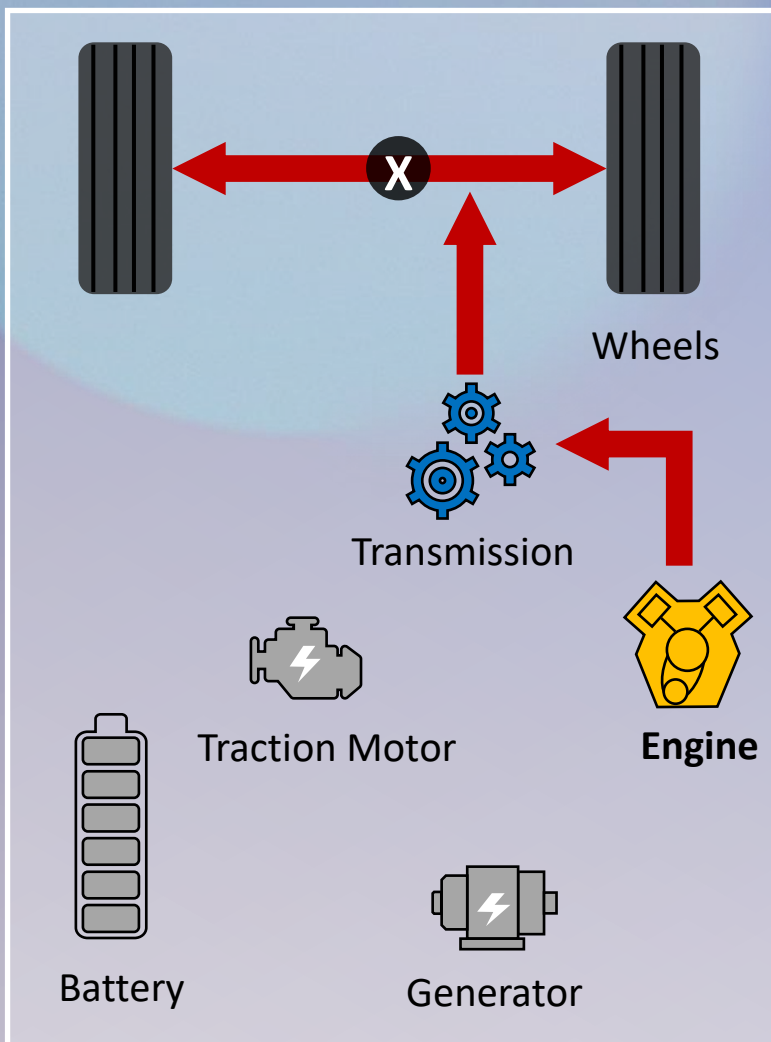 X
Wheels
Transmission
Traction Motor
Engine
Battery
Generator